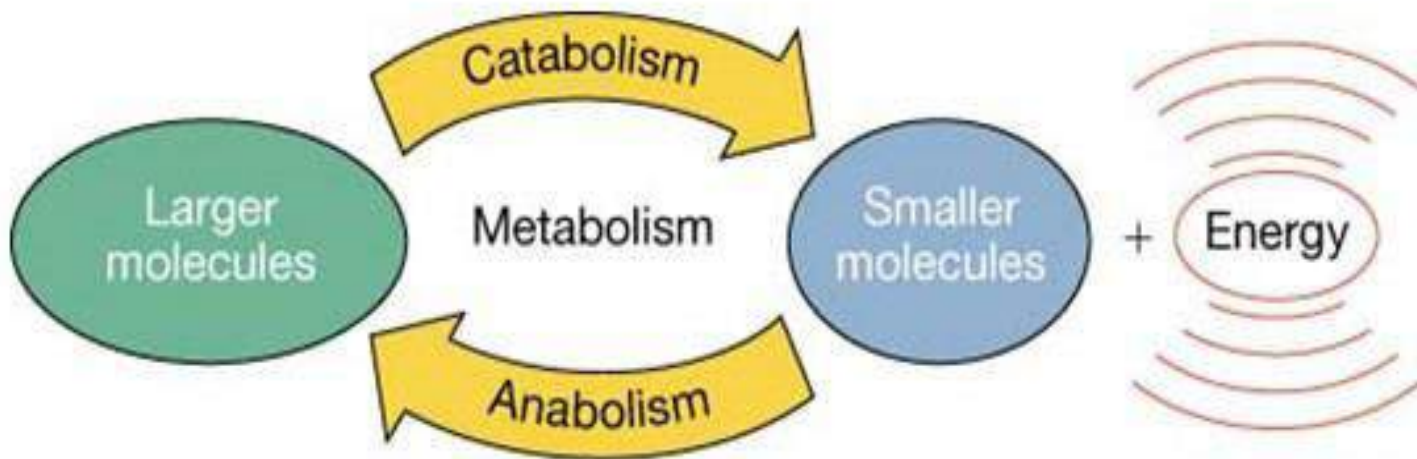 Catabolism
Larger
molecules
Metabolism
Smaller
molecules
+
Energy
Anabolism